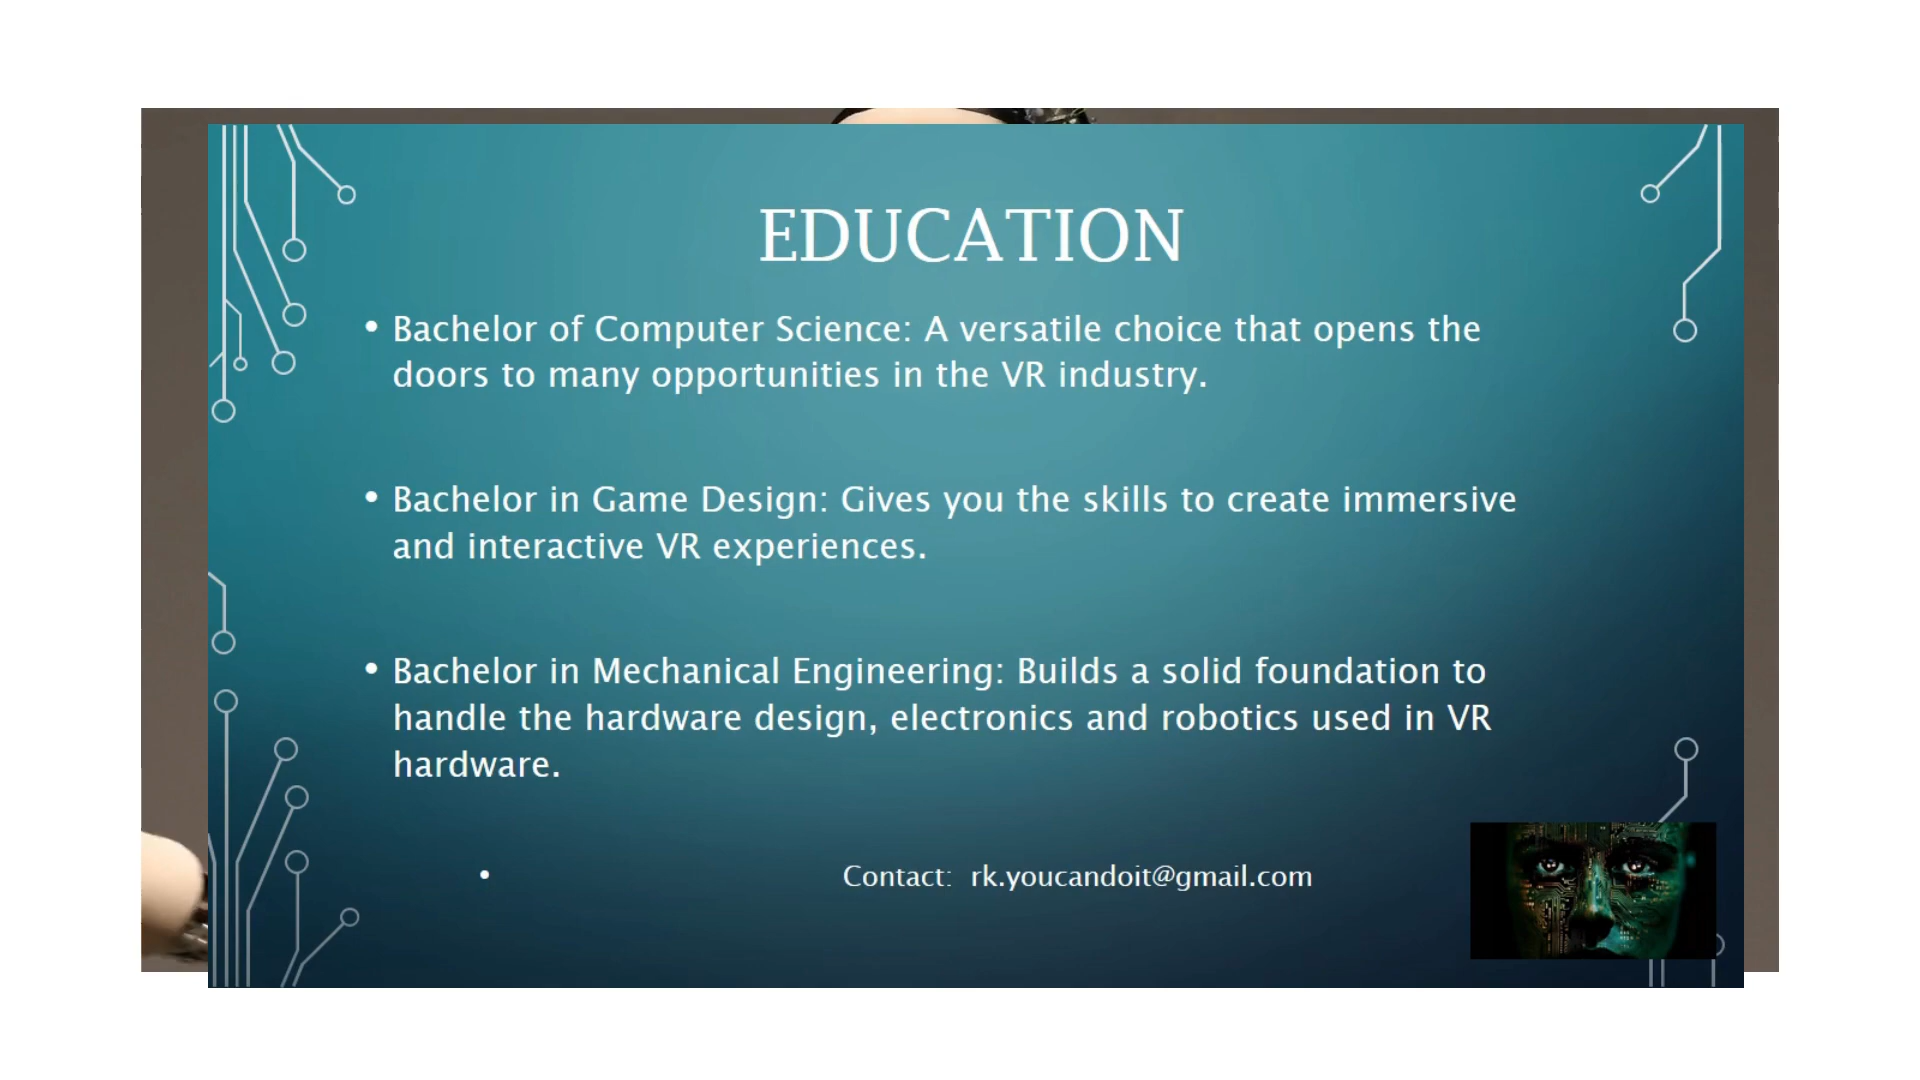 EDUCATION
• Bachelor of Computer Science: A versatile choice that opens the
doors to many opportunities in the VR industry.
• Bachelor in Game Design: Gives you the skills to create immersive
and interactive VR experiences.
• Bachelor in Mechanical Engineering: Builds a solid foundation to
handle the hardware design, electronics and robotics used in VR
hardware.
• Contact: rk.youcandoit@gmail.com